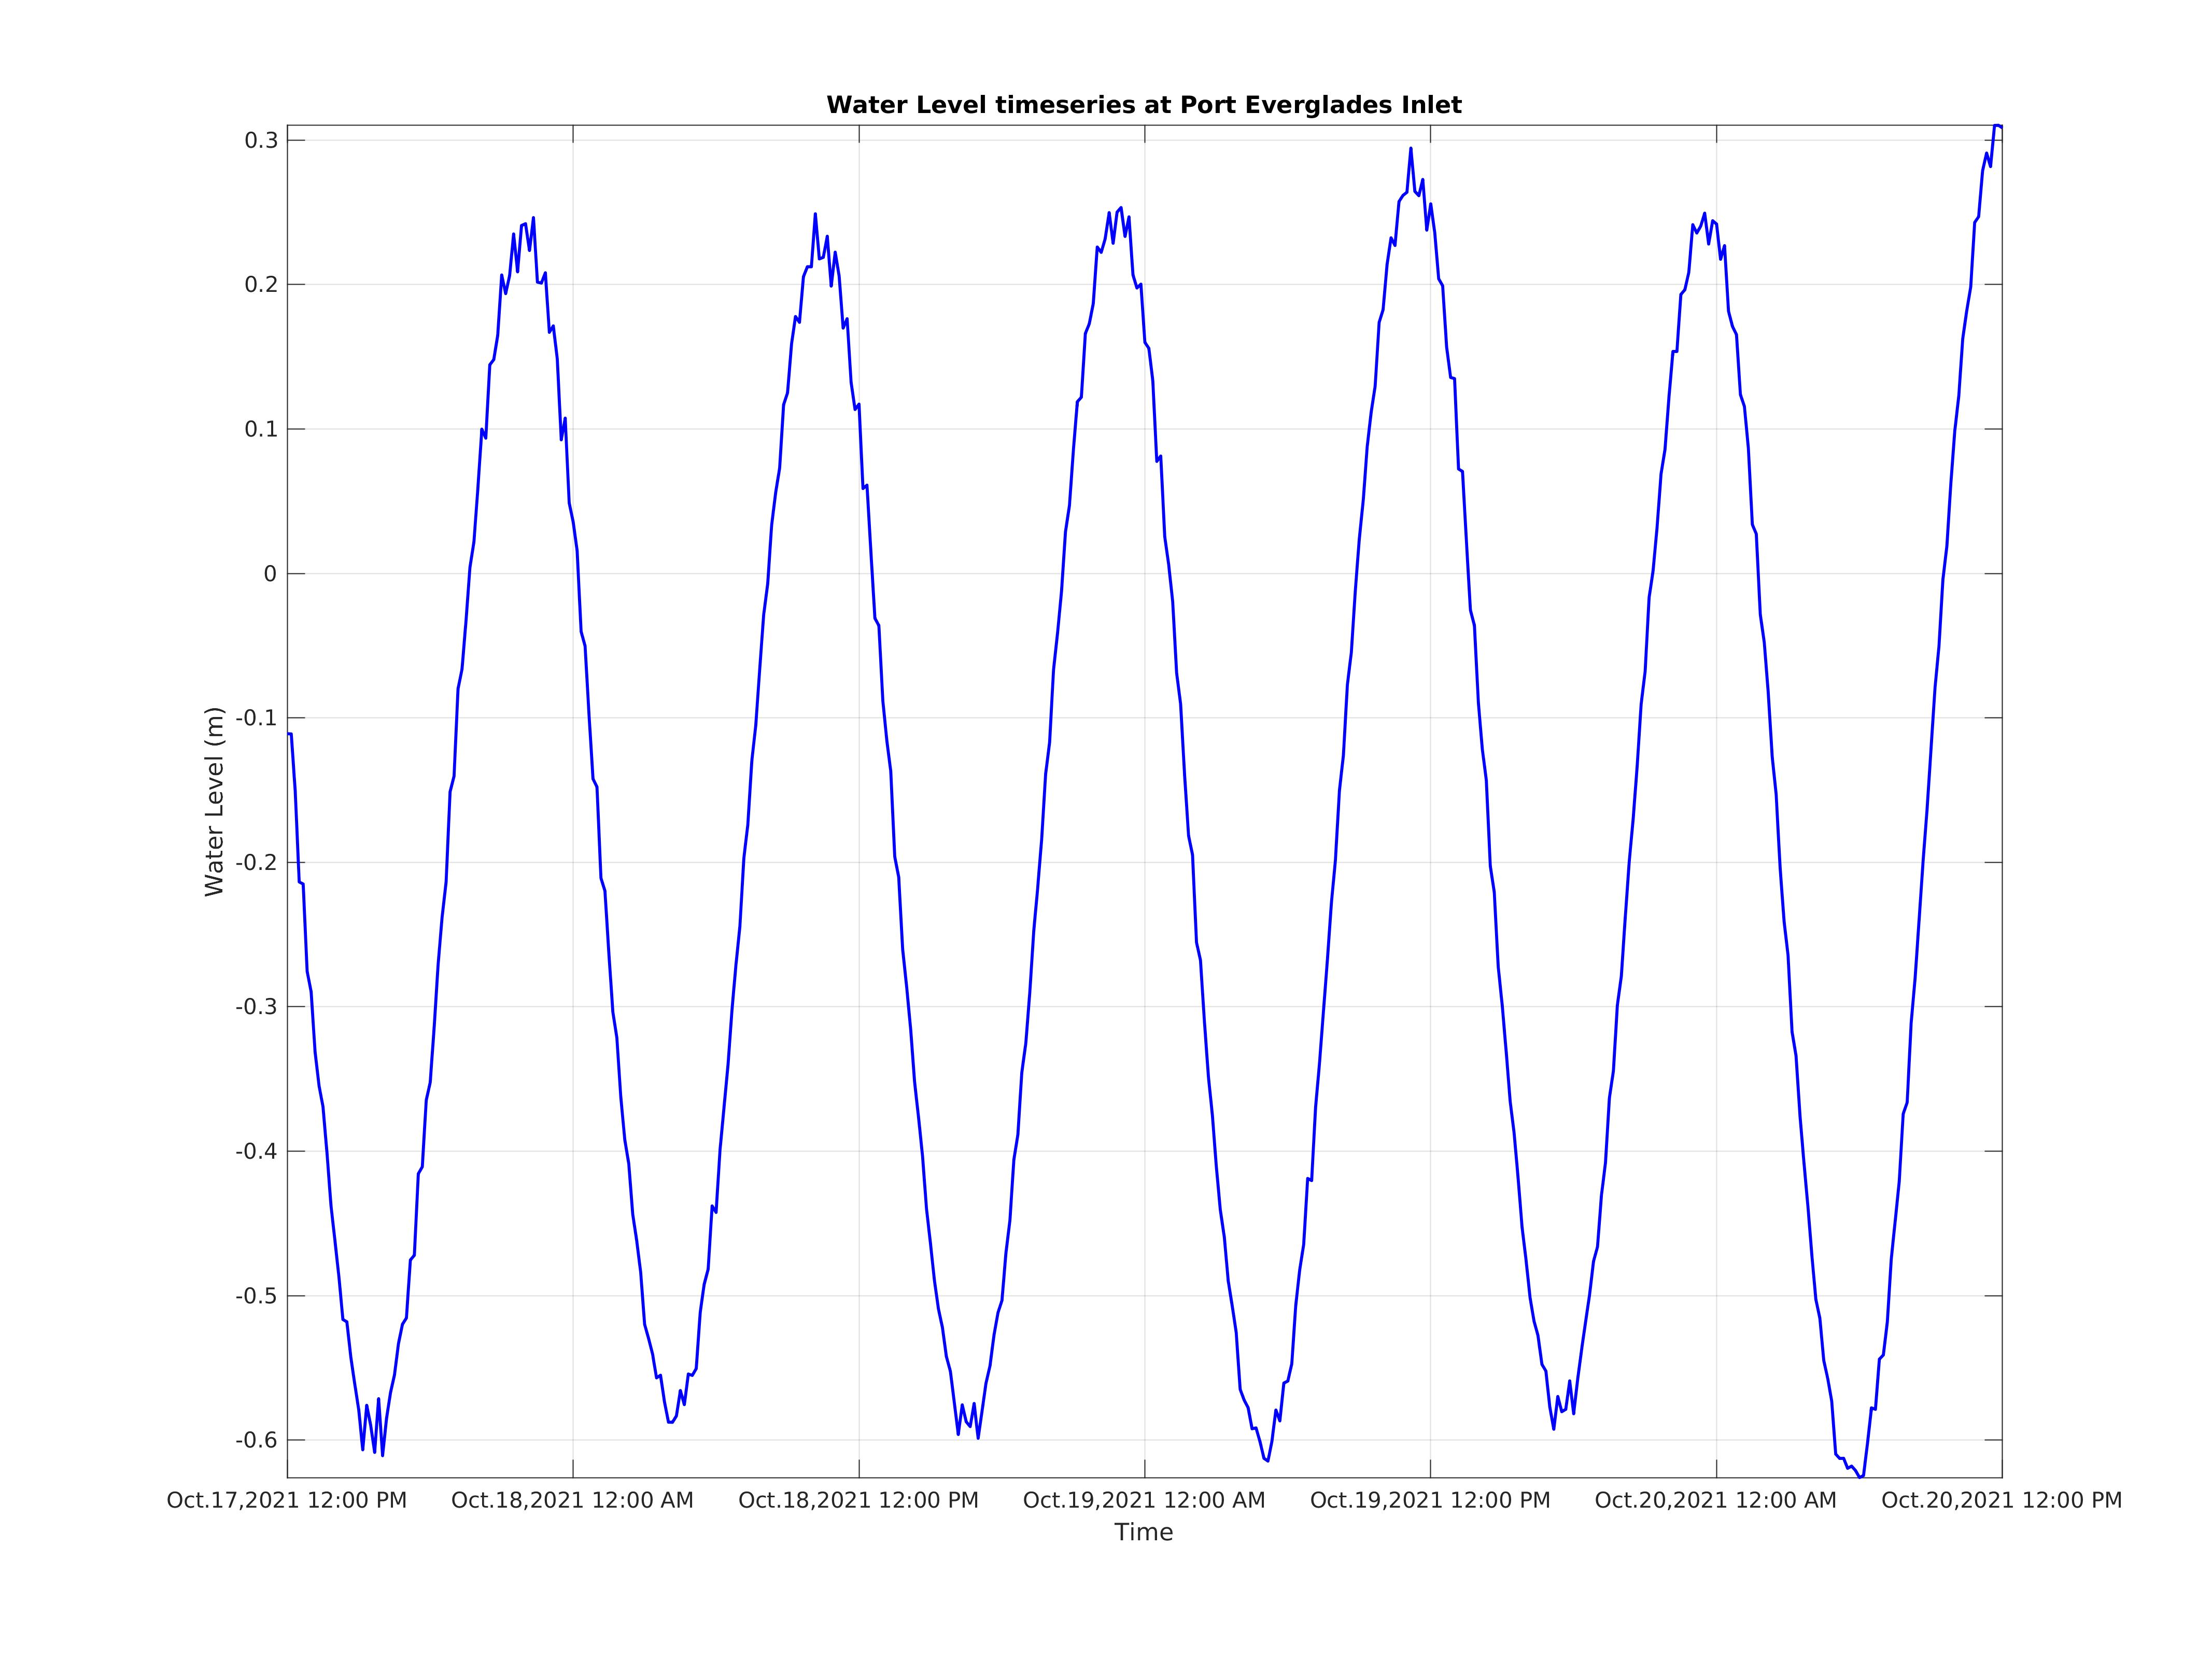 Water Level timeseries at Port Everglades Inlet
0.3
0.2
0.1
0
-0.1
-0.2
-0.3
-0.4
-0.5
-0.6
Water Level (m)
Oct.17,2021 12:00 PM
Oct.18,2021 12:00 AM
Oct.18,2021 12:00 PM
Oct.19,2021 12:00 AM
Oct.19,2021 12:00 PM
Oct.20,2021 12:00 AM
Oct.20,2021 12:00 PM
Time